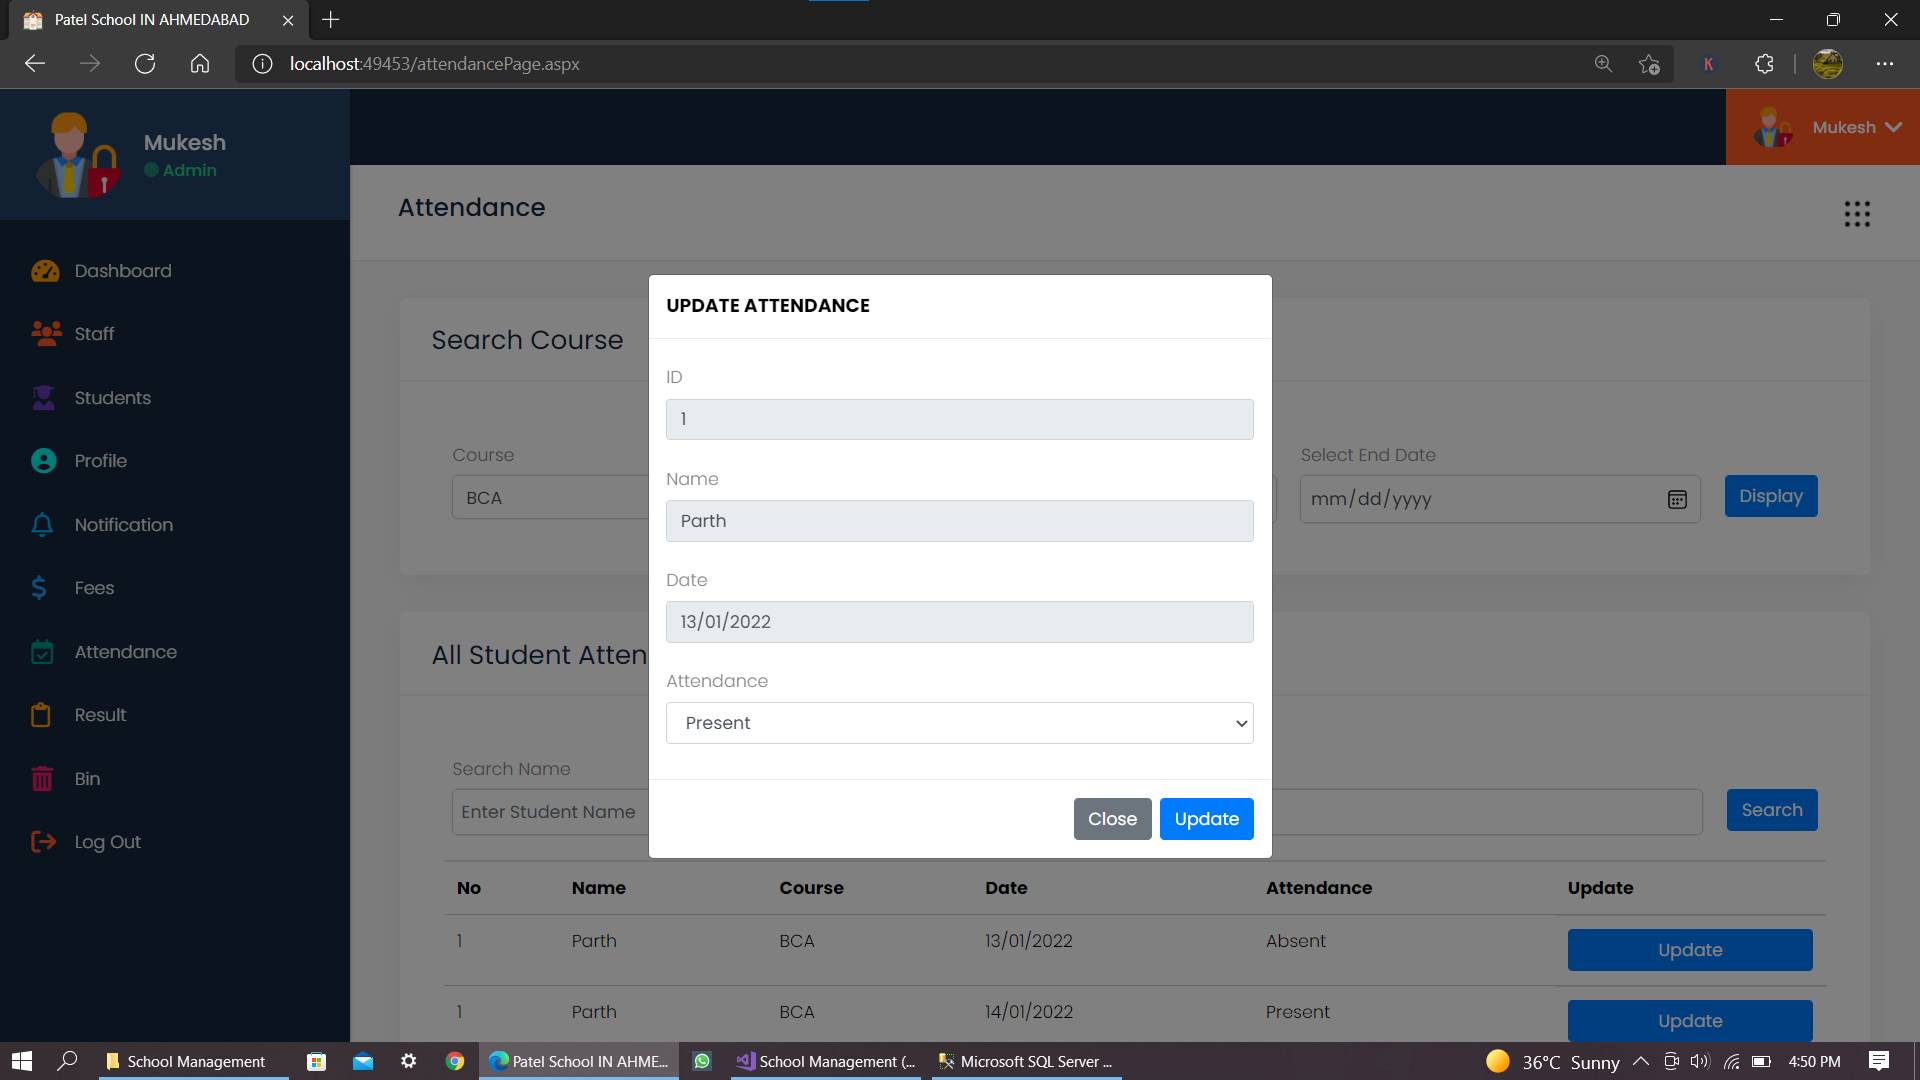 Patel School IN AHMEDABAD
localhost:49453/attendancePage.aspx
K
Mukesh
Admin
Mukesh
Dashboard
Staff
Students
Profile
Notification
Fees
Attendance
Result
Bin
Log Out
Attendance
Search Course
Course
BCA
Select End Date
mm/dd/yyyy
Display
All Student Atten
Search Name
Enter Student Name
Search
UPDATE ATTENDANCE
ID
1
Name
Parth
Date
13/01/2022
Attendance
Present
Close Update
No Name Course Date Attendance Update
1 Parth BCA 13/01/2022 Absent Update
1 Parth BCA 14/01/2022 Present Update
School Management Patel School IN AHME... School Management (... Microsoft SQL Server ... 36°C Sunny 4:50 PM